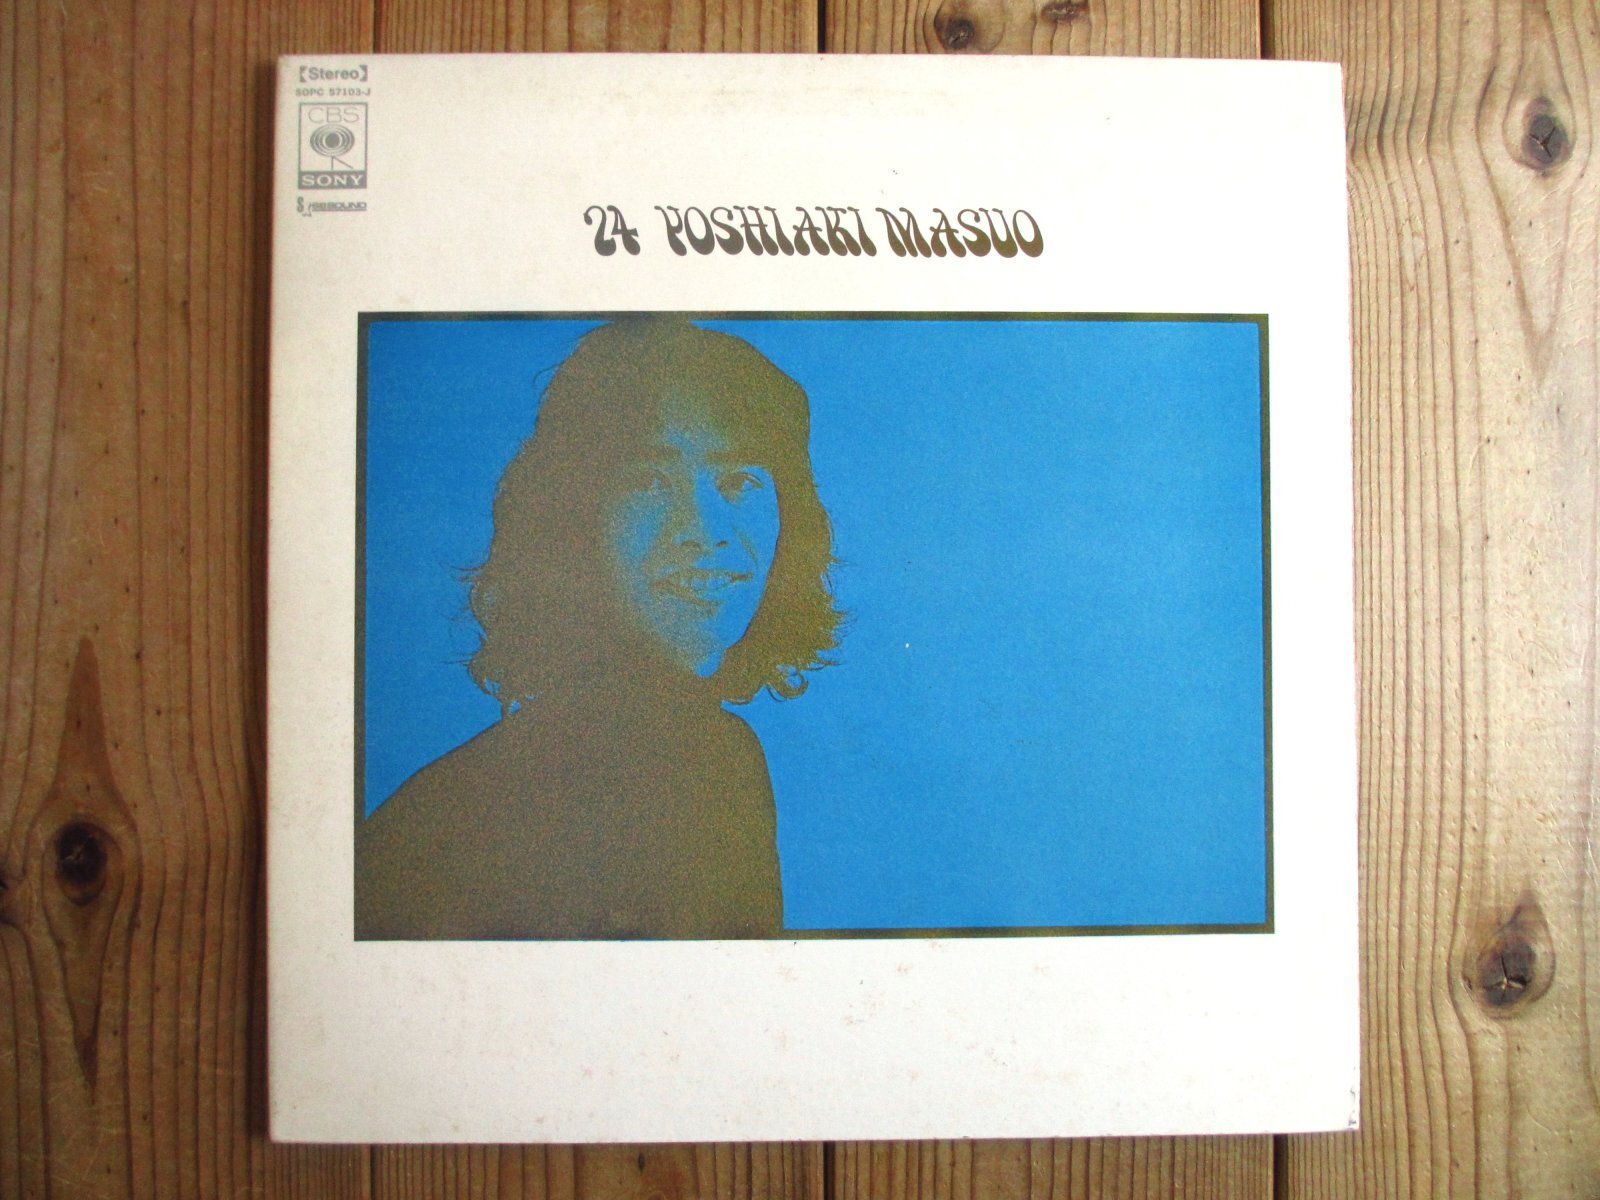 【Stereo】
SOPC 57103-J
CBS
SONY
24 YOSHIAKI MASUO